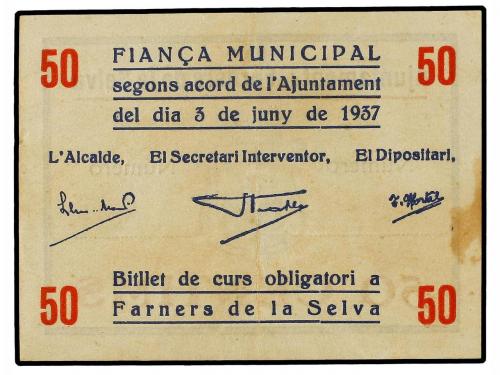 50 FIANÇA MUNICIPAL 50
segons acord de l'Ajuntament
del dia 3 de juny de 1937
L'Alcalde, El Secretari Interventor, El Dipositari,
50 Bitllet de curs obligatori a 50
Farners de la Selva